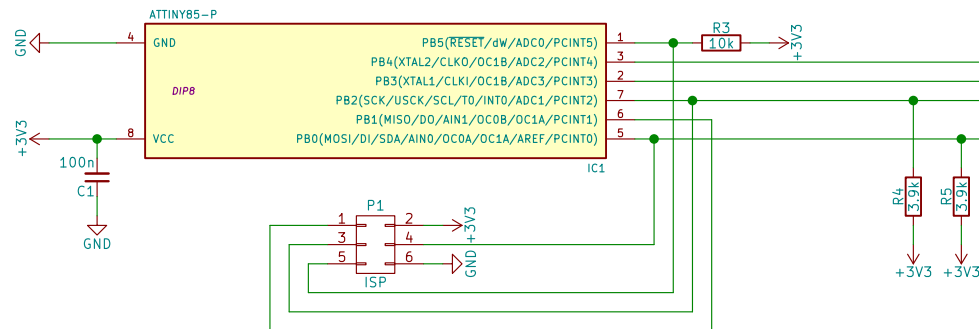 ATTINY85-P
R3
10k
+3V3
GND
4
GND
PB5(RESET/dW/ADC0/PCINT5)
1
PB4(XTAL2/CLKO/OC1B/ADC2/PCINT4)
3
PB3(XTAL1/CLKI/OC1B/ADC3/PCINT3)
2
DIP8
PB2(SCK/USCK/SCL/T0/INT0/ADC1/PCINT2)
7
PB1(MISO/DO/AIN1/OC0B/OC1A/PCINT1)
6
+3V3
8
VCC
PB0(MOSI/DI/SDA/AIN0/OC0A/OC1A/AREF/PCINT0)
5
IC1
100n
C1
GND
P1
1
2
+3V3
3
4
5
6
GND
ISP
R4
3.9k
R5
3.9k
+3V3
+3V3